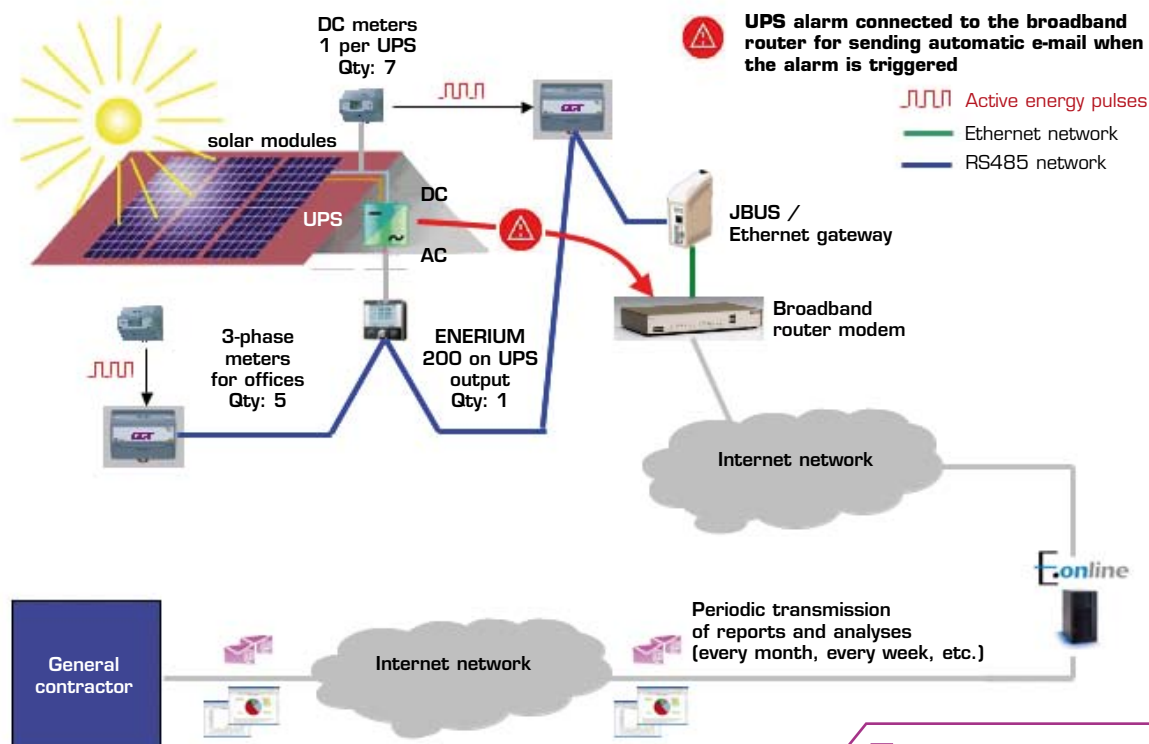 DC meters
1 per UPS
Qty: 7
UPS alarm connected to the broadband
router for sending automatic e-mail when
the alarm is triggered
Active energy pulses
Ethernet network
RS485 network
solar modules
UPS
DC
AC
JBUS /
Ethernet gateway
Broadband
router modem
3-phase
meters
for offices
Qty: 5
ENERIUM
200 on UPS
output
Qty: 1
Internet network
E.online
Periodic transmission
of reports and analyses
(every month, every week, etc.)
General
contractor
Internet network